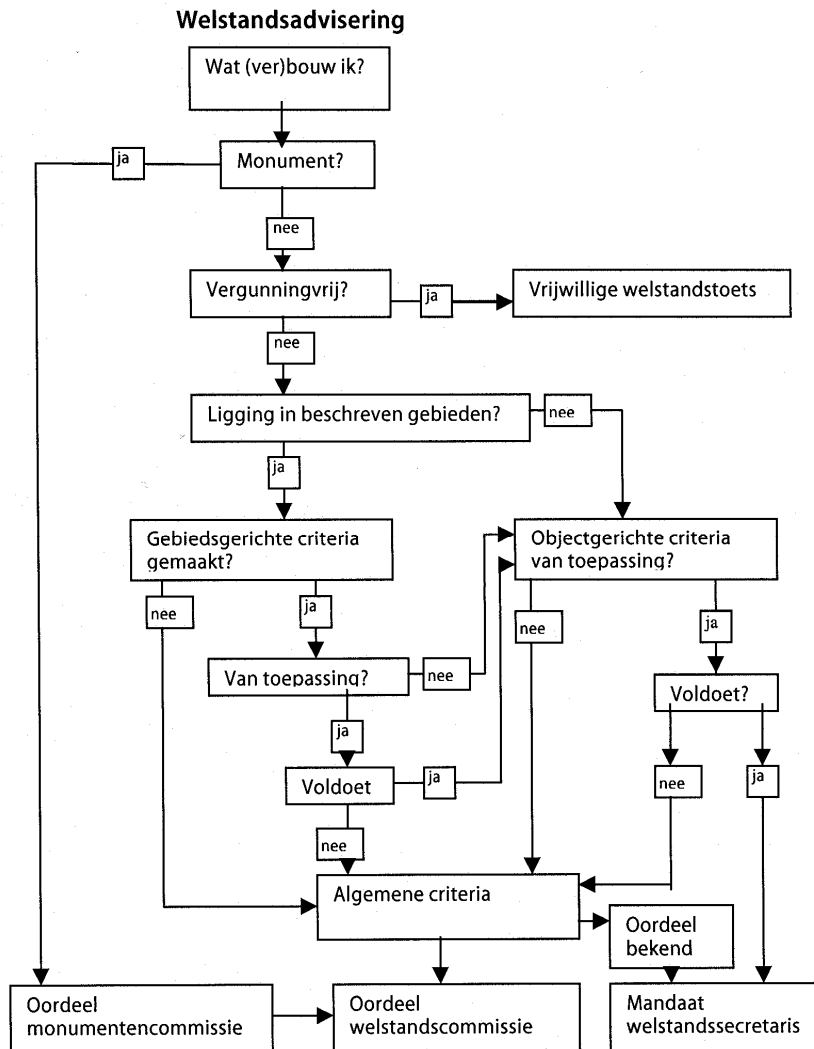 Welstandsadvisering
Wat (ver)bouw ik?
ja
Monument?
nee
Vergunningvrij?
ja
Vrijwillige welstandstoets
nee
Ligging in beschreven gebieden?
nee
ja
Gebiedsgerichte criteria
gemaakt?
Objectgerichte criteria
van toepassing?
nee
ja
nee
ja
Van toepassing?
nee
Voldoet?
ja
Voldoet
ja
nee
ja
nee
Algemene criteria
Oordeel
bekend
Oordeel
monumentencommissie
Oordeel
welstandscommissie
Mandaat
welstandssecretaris